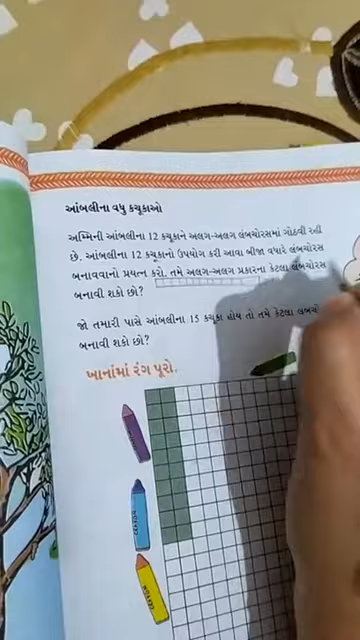 આંબલીના વધુ કચૂકાઓ
અમિની આંબલીના 12 કચૂકાને અલગ-અલગ લંબચોરસમાં ગોઠવી રહી
છે. આંબલીના 12 કચૂકાનો ઉપયોગ કરી આવા બીજા વધારે લંબચોરસ
બનાવવાનો પ્રયત્ન કરો. તમે અલગ-અલગ પ્રકારના કેટલા લંબચોરસ
બનાવી શકો છો?
જો તમારી પાસે આંબલીના 15 કચૂકા હોય તો તમે કેટલા
બનાવી શકો છો?
ખાનાંમાં રંગ પૂરો.
CRAYON
CRAYON